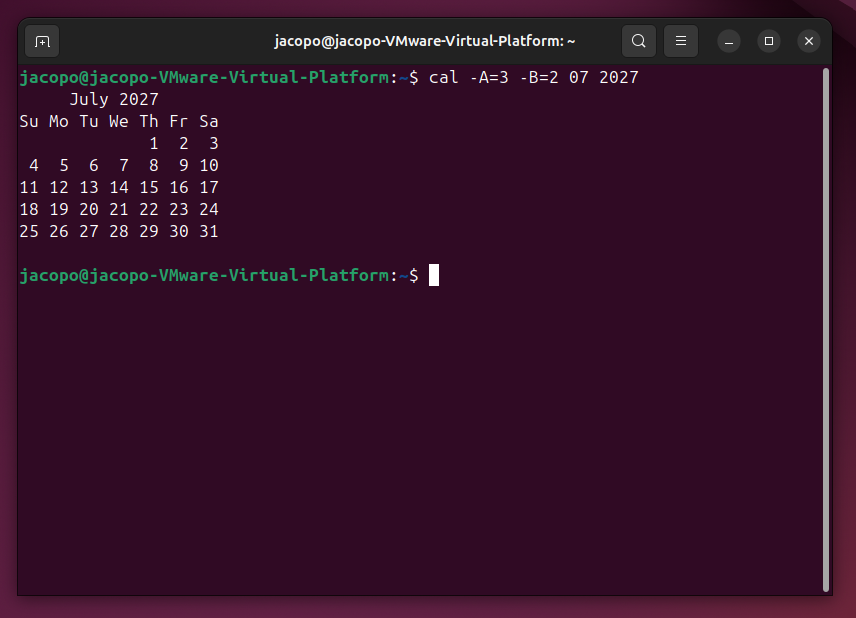 jacopo@jacopo-VMware-Virtual-Platform: ~
jacopo@jacopo-VMware-Virtual-Platform:~$ cal -A=3 -B=2 07 2027
     July 2027
Su Mo Tu We Th Fr Sa
             1  2  3
 4  5  6  7  8  9 10
11 12 13 14 15 16 17
18 19 20 21 22 23 24
25 26 27 28 29 30 31
jacopo@jacopo-VMware-Virtual-Platform:~$